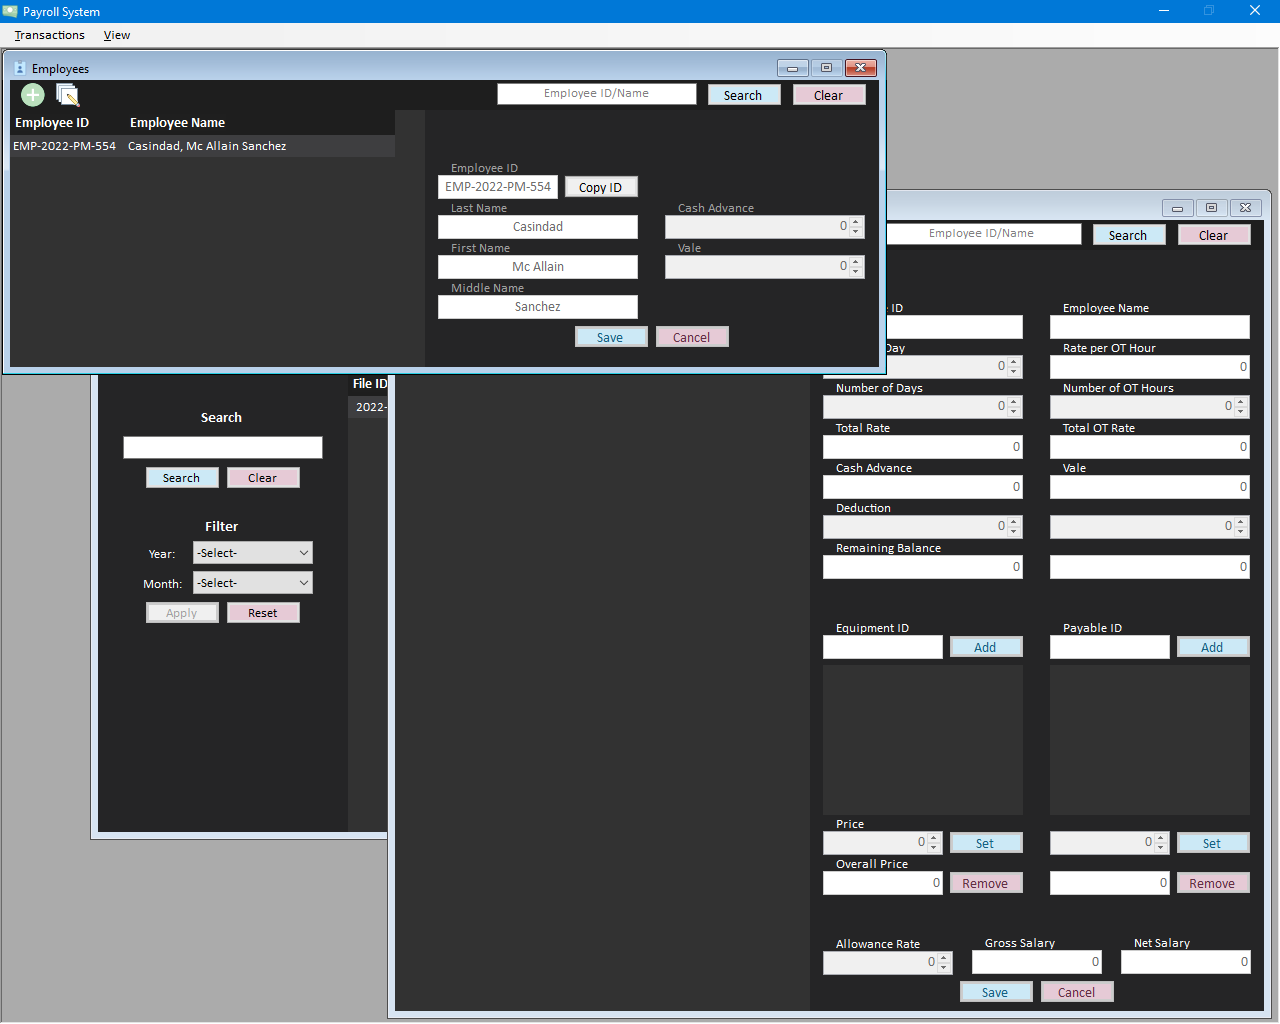 Payroll System
Transactions View
Employees
Employee ID/Name Search Clear
Employee ID Employee Name
EMP-2022-PM-554 Casindad, Mc Allain Sanchez
Employee ID
EMP-2022-PM-554 Copy ID
Last Name Cash Advance
Casindad 0
First Name Vale
Mc Allain 0
Middle Name
Sanchez
Save Cancel
File ID
2022-
Search
Search Clear
Filter
Year: -Select-
Month: -Select-
Apply Reset
Employee ID/Name Search Clear
ID Employee Name
Day Rate per OT Hour
0 0
Number of Days Number of OT Hours
0 0
Total Rate Total OT Rate
0 0
Cash Advance Vale
0 0
Deduction
0 0
Remaining Balance
0 0
Equipment ID Payable ID
Add Add
Price
0 Set 0 Set
Overall Price
0 Remove 0 Remove
Allowance Rate Gross Salary Net Salary
0 0 0
Save Cancel